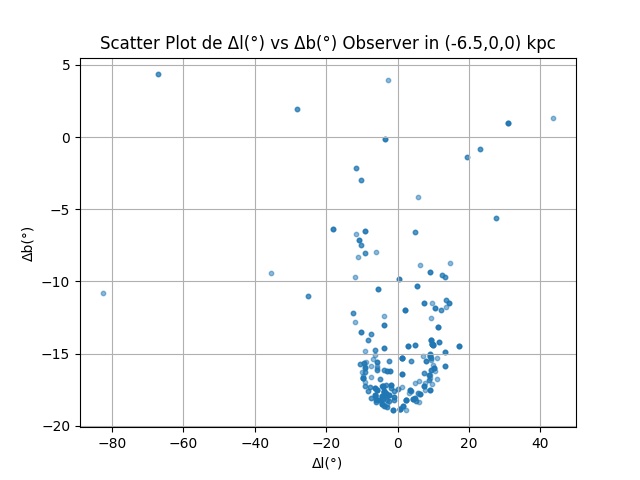 Scatter Plot de Δl(°) vs Δb(°) Observer in (-6.5,0,0) kpc
5
0
−5
−10
−15
−20
Δb(°)
−80 −60 −40 −20 0 20 40
Δl(°)